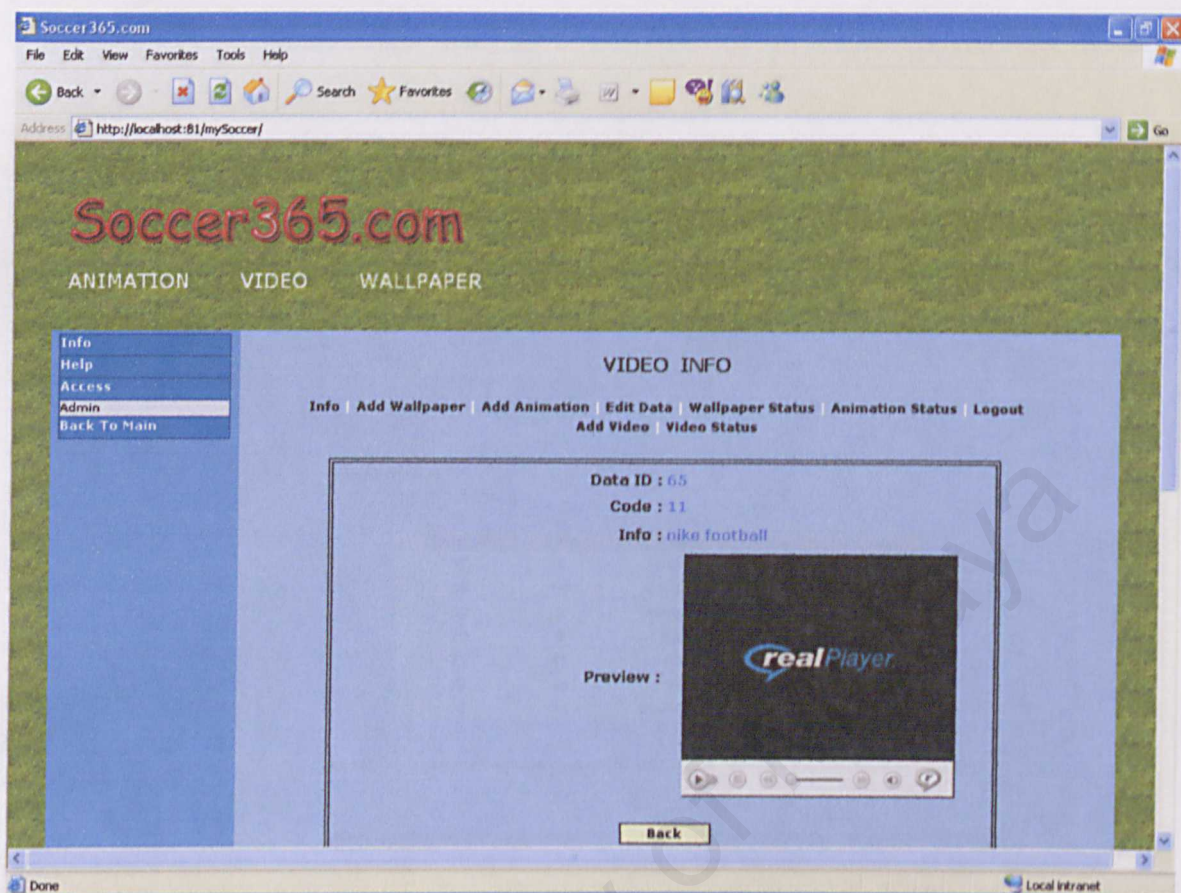 Soccer365.com
File Edit View Favorites Tools Help
Back Search Favorites
Address http://localhost:81/mySoccer/ Go
Soccer365.com
ANIMATION VIDEO WALLPAPER
Info
Help
Access
Admin
Back To Main
VIDEO INFO
Info | Add Wallpaper | Add Animation | Edit Data | Wallpaper Status | Animation Status | Logout
Add Video | Video Status
Data ID : 65
Code : 11
Info : nike football
Preview :
realPlayer
Back
Done Local intranet